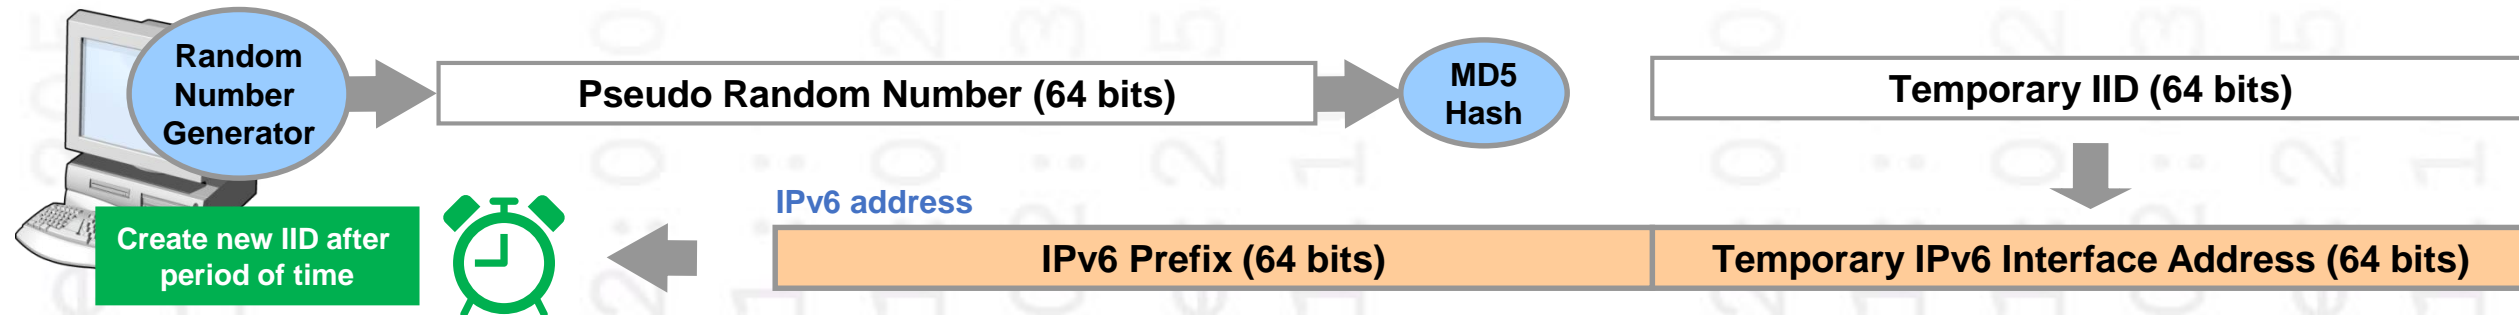 Random
Number
Generator
Pseudo Random Number (64 bits)
MD5
Hash
Temporary IID (64 bits)
IPv6 address
IPv6 Prefix (64 bits)
Temporary IPv6 Interface Address (64 bits)
Create new IID after
period of time